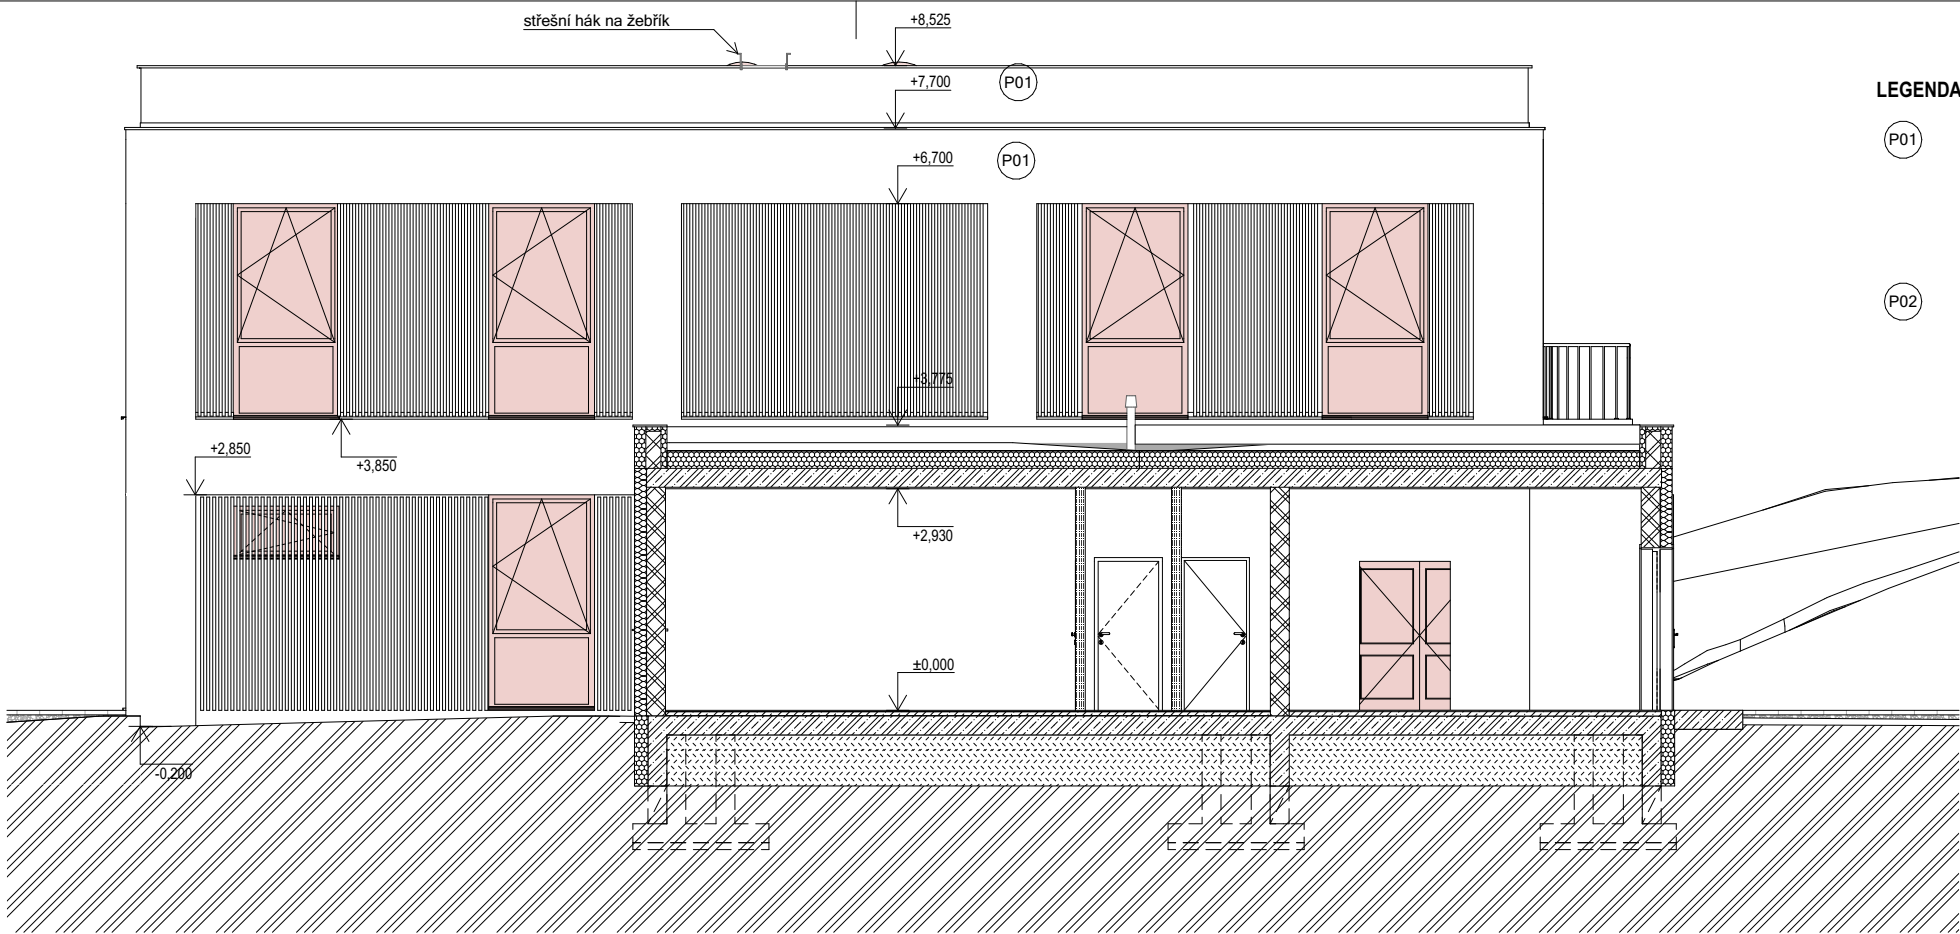 střešní hák na žebřík
+8,525
+7,700
P01
LEGENDA
P01
+6,700
P01
P02
+3,775
+2,850
+3,850
+2,930
±0,000
-0,200